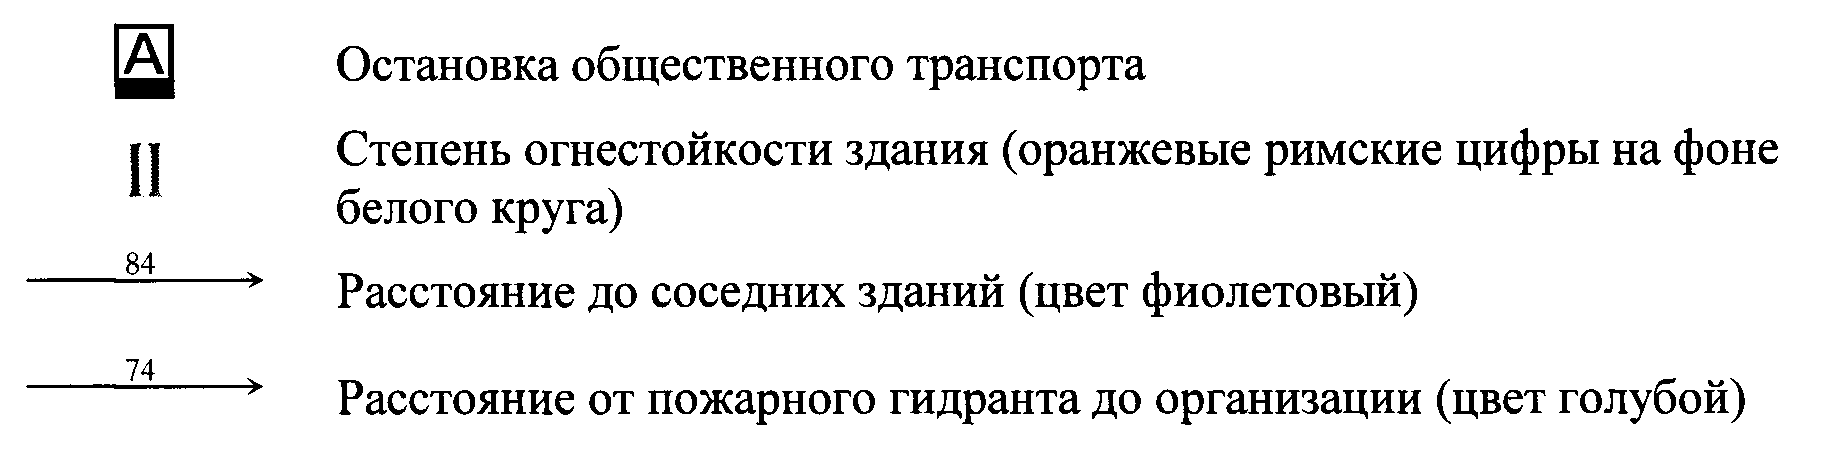 А Остановка общественного транспорта
II Степень огнестойкости здания (оранжевые римские цифры на фоне
белого круга)
84 Расстояние до соседних зданий (цвет фиолетовый)
74 Расстояние от пожарного гидранта до организации (цвет голубой)